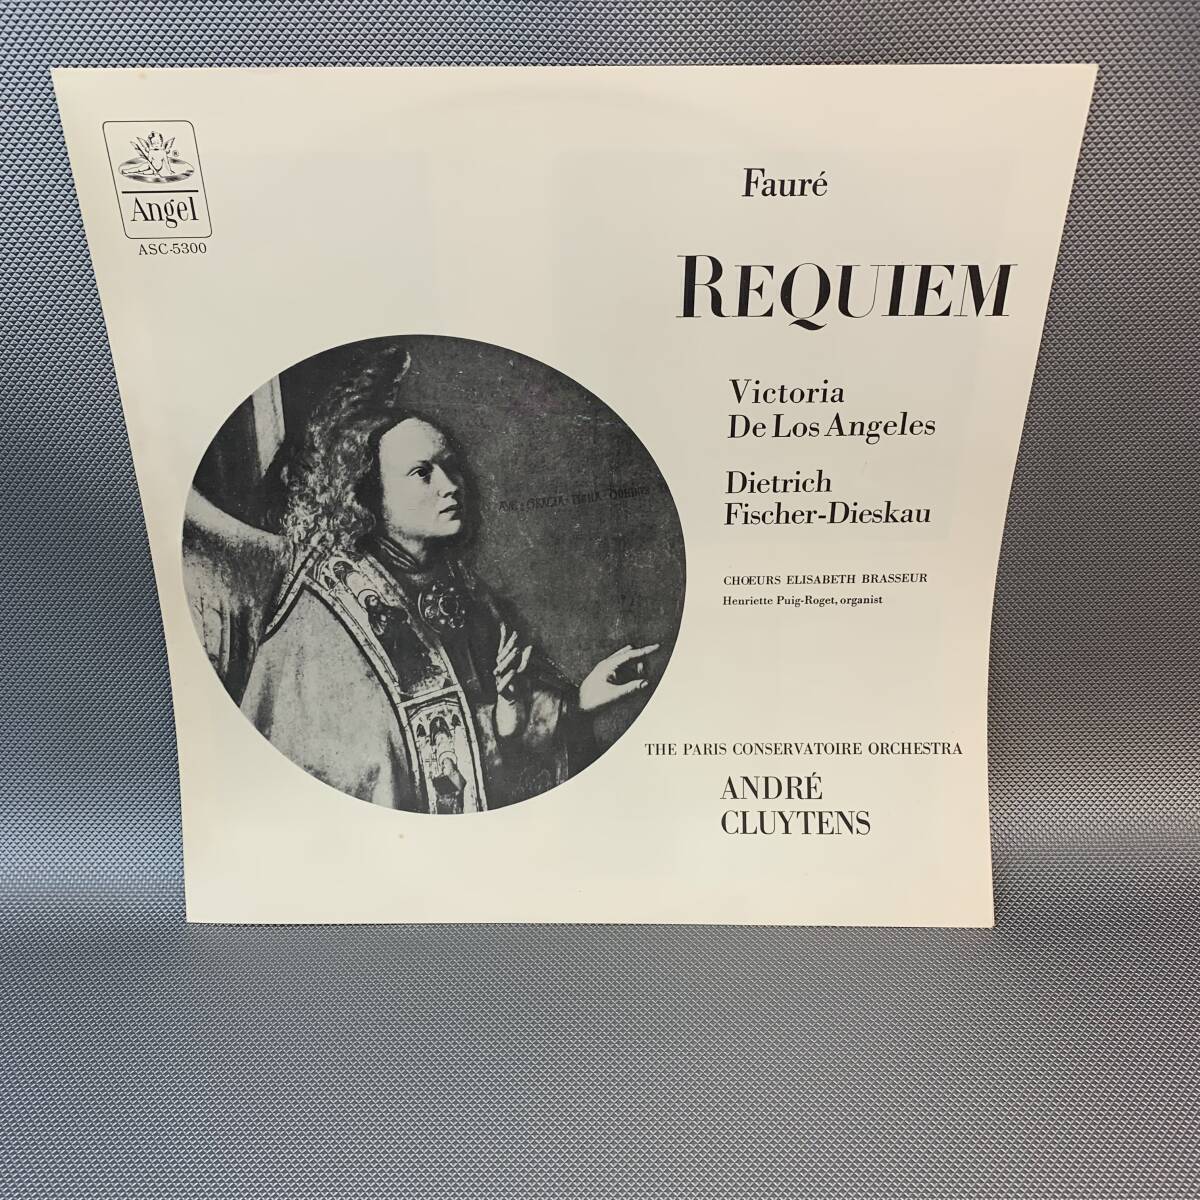 Angel
ASC-5300
Fauré
REQUIEM
Victoria
De Los Angeles
Dietrich
Fischer-Dieskau
CHŒURS ELISABETH BRASSEUR
Henriette Puig-Roget, organist
THE PARIS CONSERVATOIRE ORCHESTRA
ANDRÉ
CLUYTENS